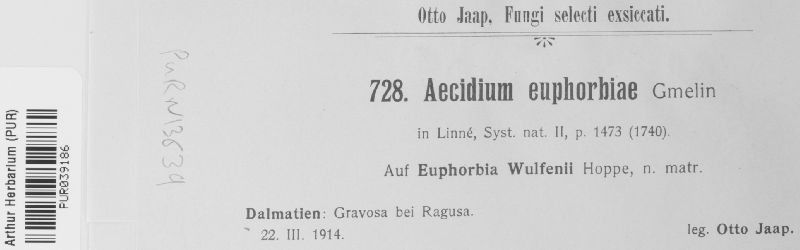 Otto Jaap, Fungi selecti exsiccati.
728. Aecidium euphorbiae Gmelin
in Linné, Syst. nat. II, p. 1473 (1740).
Auf Euphorbia Wulfenii Hoppe, n. matr.
Dalmatien: Gravosa bei Ragusa.
22. III. 1914.
leg. Otto Jaap.
PURN13639
Arthur Herbarium (PUR)
PUR039186